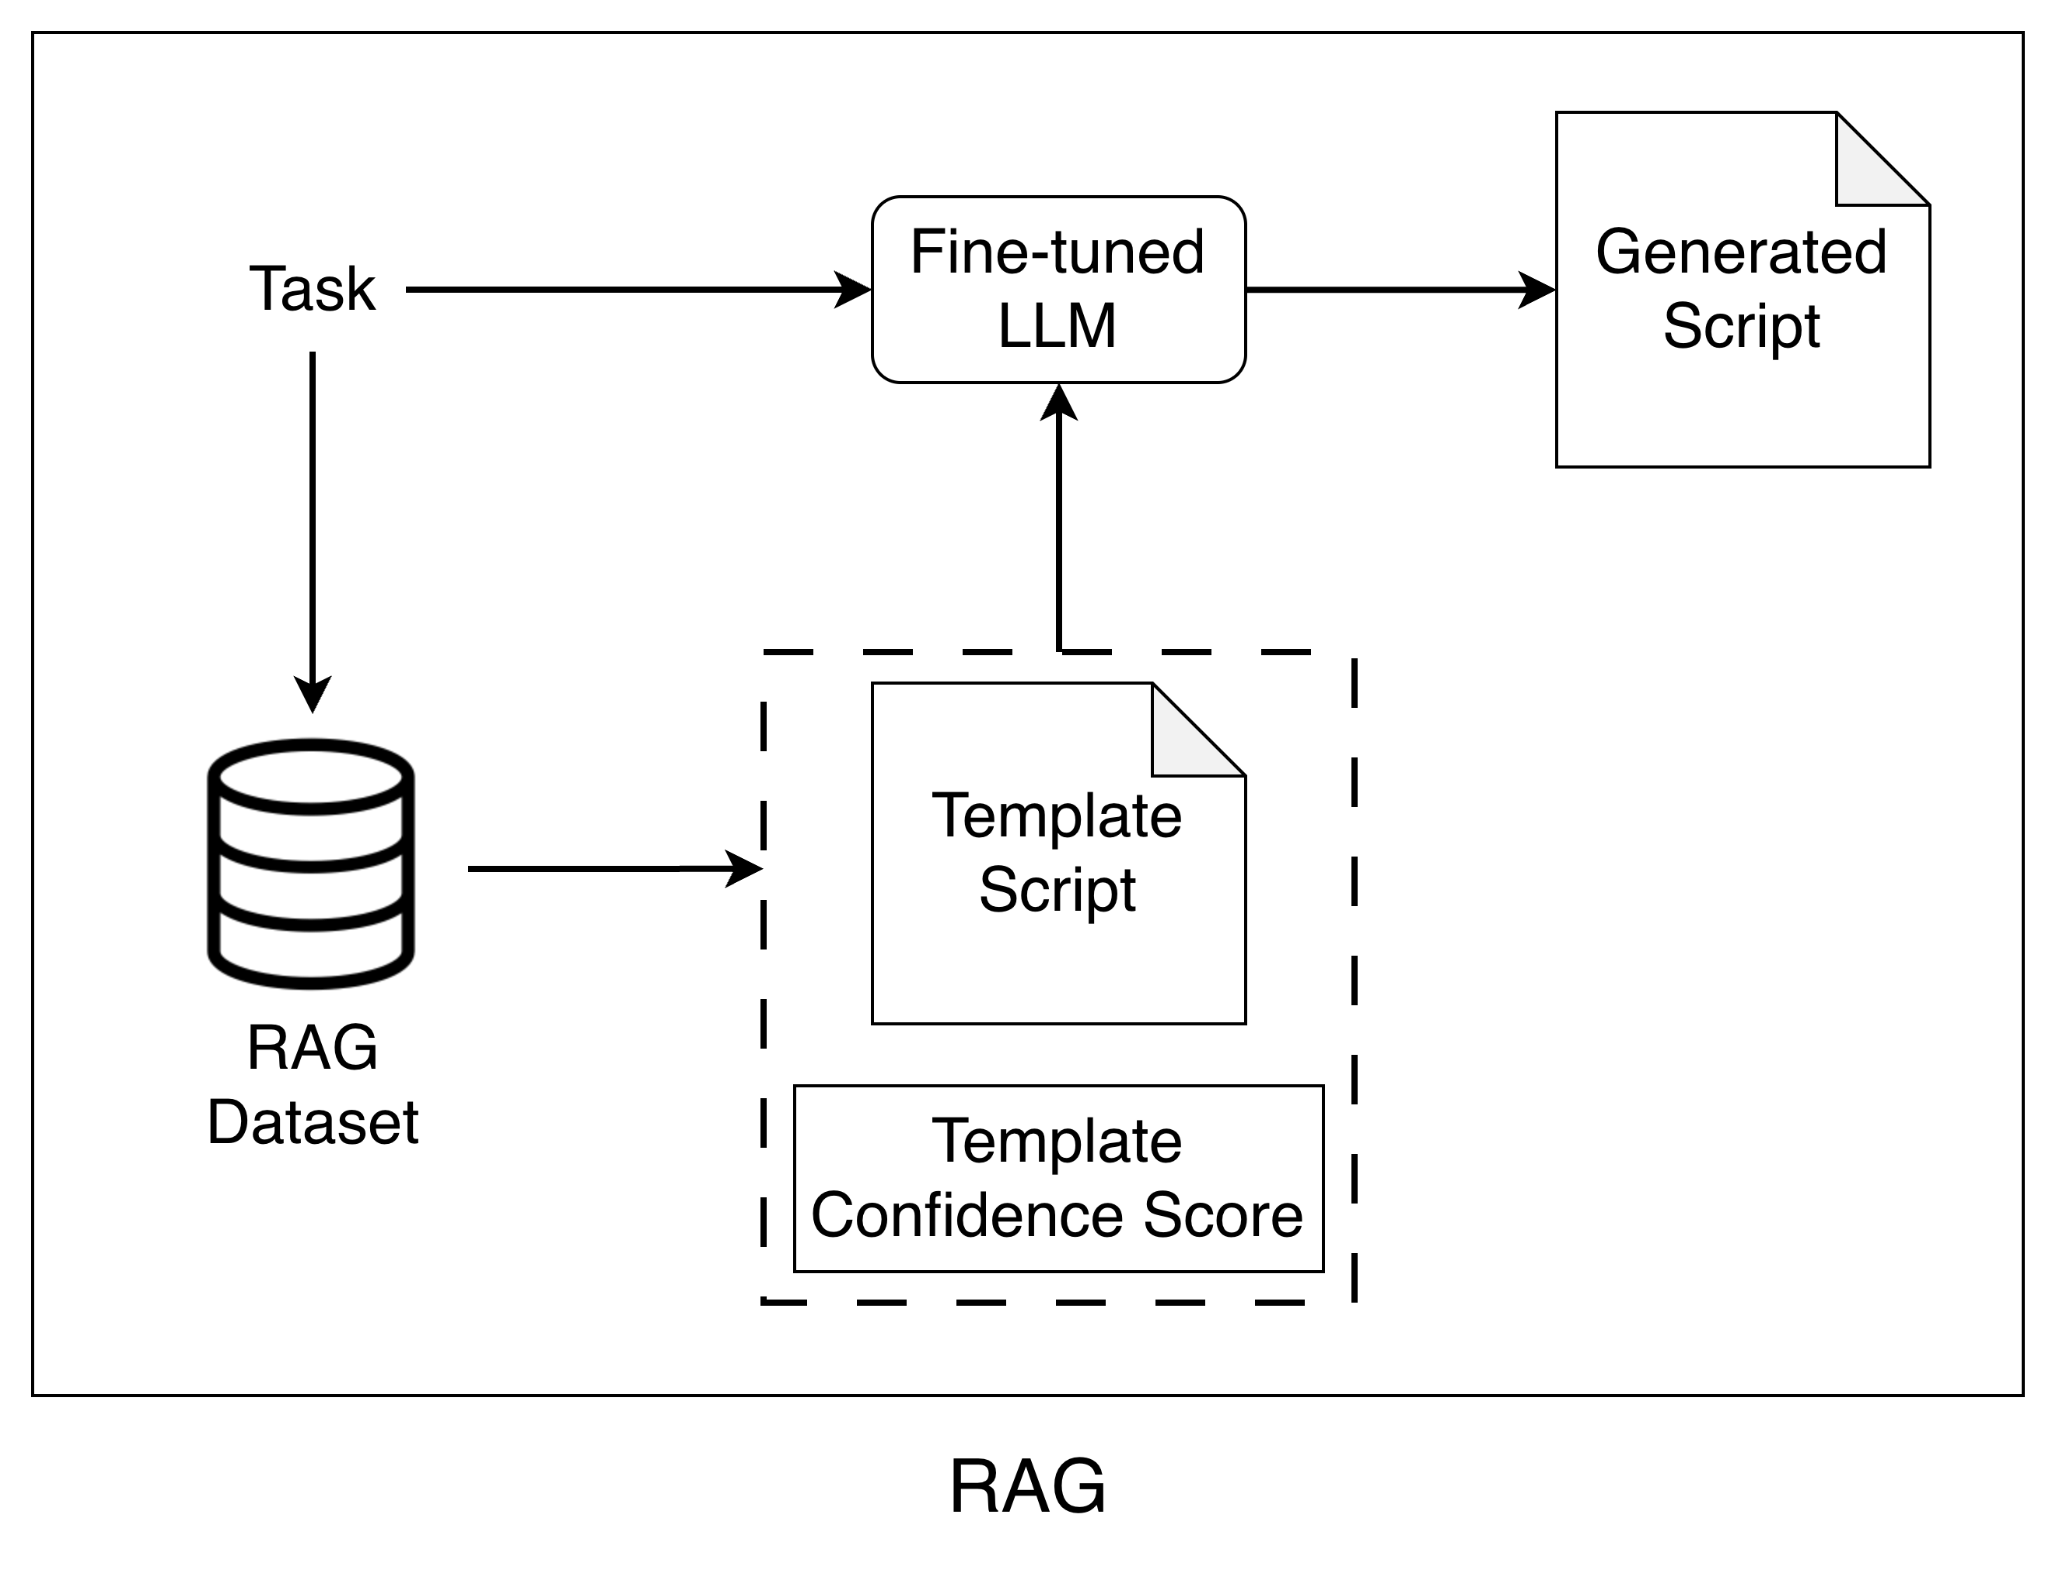 Task
Fine-tuned
LLM
Generated
Script
RAG
Dataset
Template
Script
Template
Confidence Score
RAG